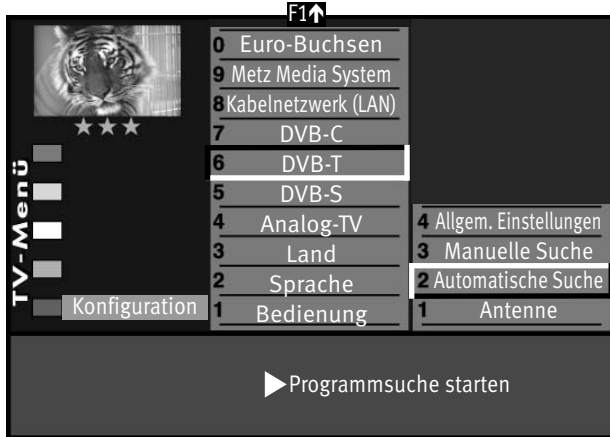 F1↑
0 Euro-Buchsen
9 Metz Media System
8 Kabelnetzwerk (LAN)
7 DVB-C
6 DVB-T
5 DVB-S
4 Analog-TV
3 Land
2 Sprache
1 Bedienung
TV-Menü
Konfiguration
4 Allgem. Einstellungen
3 Manuelle Suche
2 Automatische Suche
1 Antenne
▶Programmsuche starten